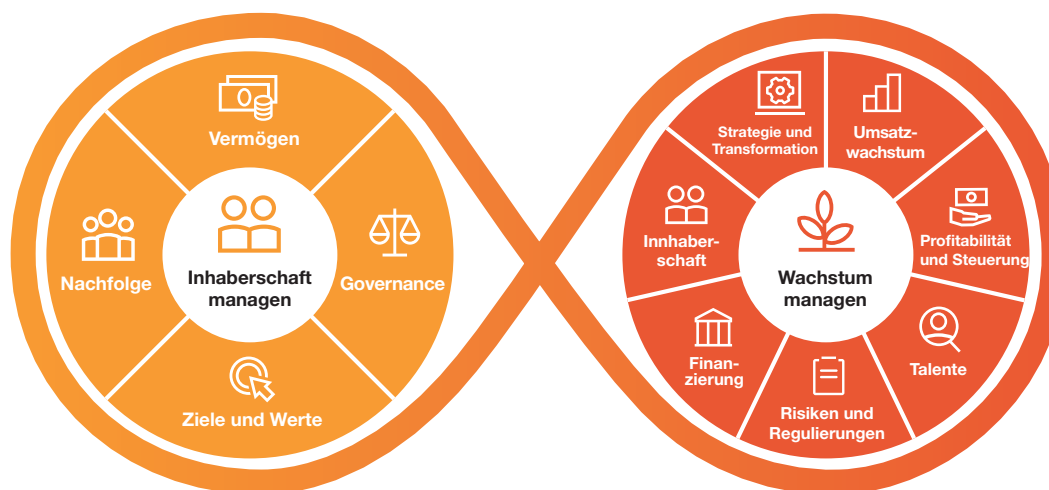 Vermögen
Nachfolge
Inhaberschaft
managen
Governance
Ziele und Werte
Strategie und
Transformation
Umsatz-
wachstum
Innhaber-
schaft
Wachstum
managen
Profitabilität
und Steuerung
Finan-
zierung
Talente
Risiken und
Regulierungen